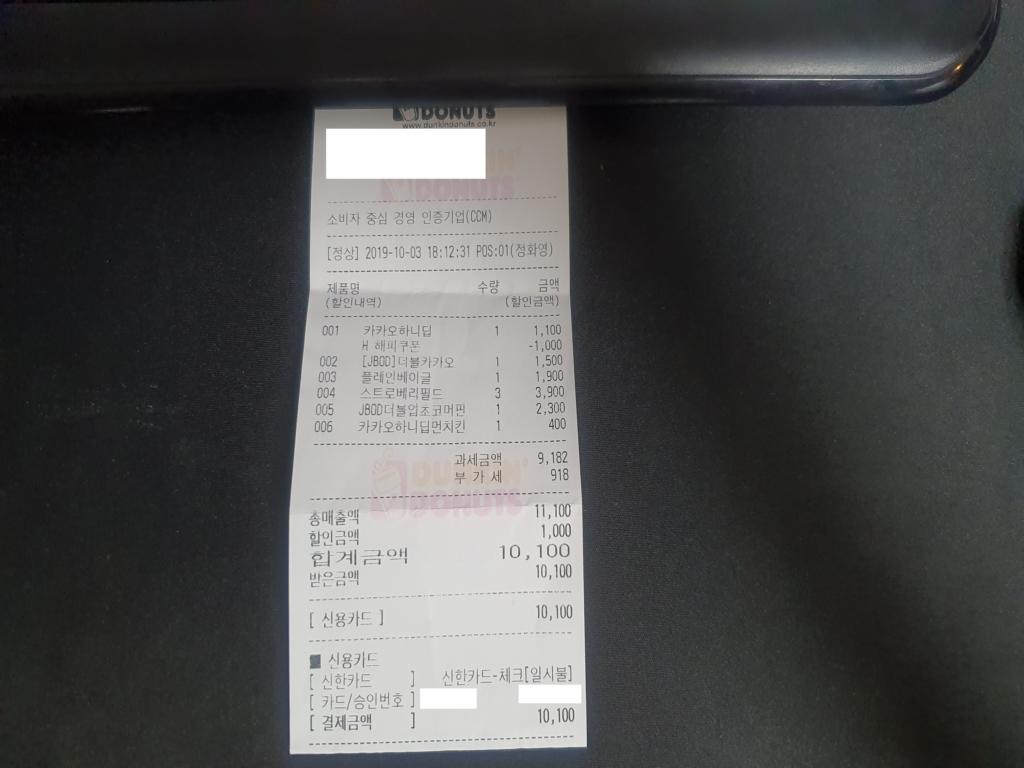 DONUTS
www.dunkindonuts.co.kr
DUNKIN'
DONUTS
소비자 중심 경영 인증기업(CCM)
[정상] 2019-10-03 18:12:31 POS:01(정화영)
제품명 수량 금액
(할인내역) (할인금액)
001 카카오하니딥 1 1,100
H 해피쿠폰 -1,000
002 [JBGD]더블카카오 1 1,500
003 플레인베이글 1 1,900
004 스트로베리필드 3 3,900
005 JBGD더블업초코머핀 1 2,300
006 카카오하니딥먼치킨 1 400
과세금액 9,182
부 가 세 918
DUNKIN'
DONUTS
총매출액 11,100
할인금액 1,000
합계금액 10,100
받은금액 10,100
[ 신용카드 ] 10,100
■ 신용카드
[ 신한카드 ] 신한카드-체크[일시불]
[ 카드/승인번호 ]
[ 결제금액 ] 10,100